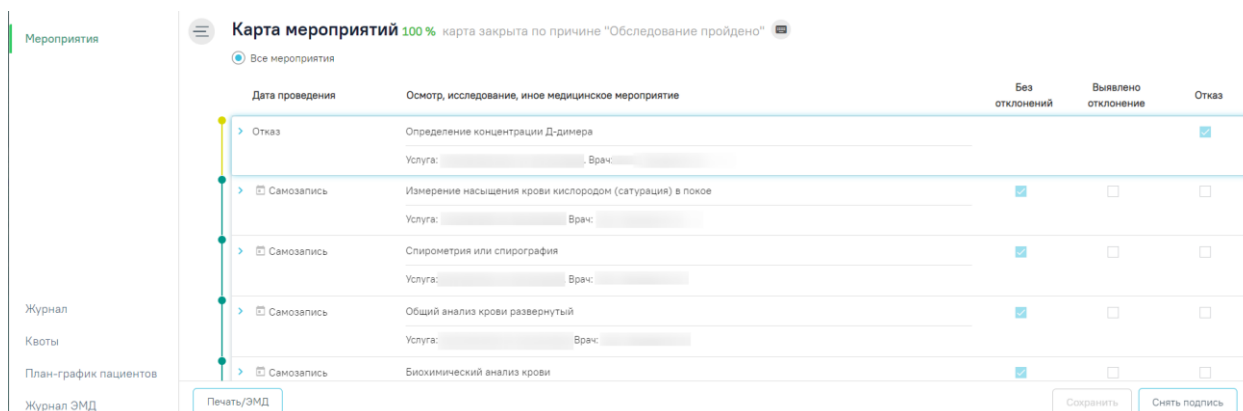 Мероприятия
Карта мероприятий 100 % карта закрыта по причине "Обследование пройдено"
Все мероприятия
Дата проведения Осмотр, исследование, иное медицинское мероприятие Без отклонений Выявлено отклонение Отказ
Отказ Определение концентрации Д-димера
Услуга: . Врач:
Самозапись Измерение насыщения крови кислородом (сатурация) в покое
Услуга: Врач:
Самозапись Спирометрия или спирография
Услуга: Врач:
Журнал
Самозапись Общий анализ крови развернутый
Квоты
Услуга: Врач:
План-график пациентов
Самозапись Биохимический анализ крови
Журнал ЭМД
Печать/ЭМД Сохранить Снять подпись